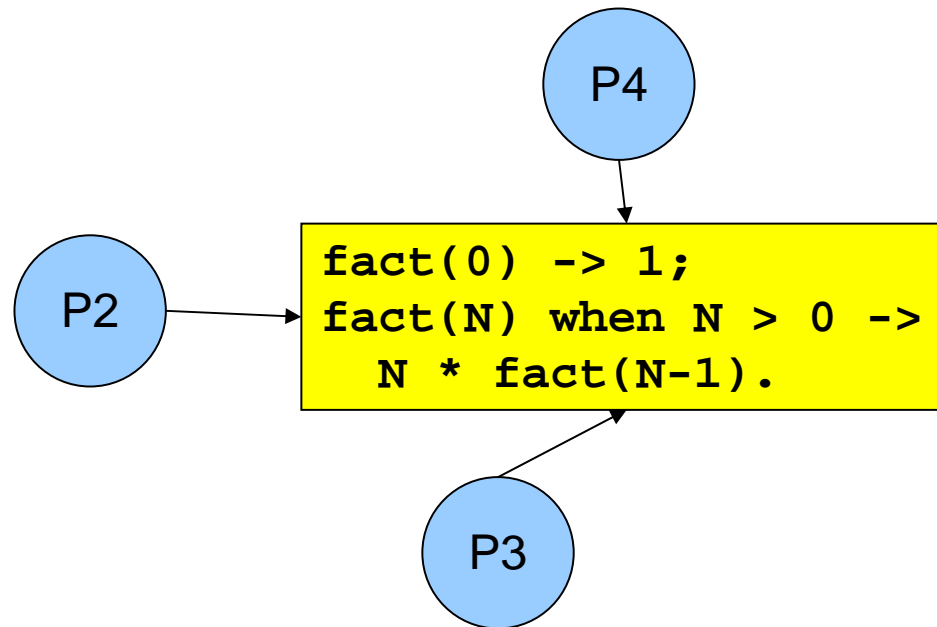 P4
fact(0) -> 1;
P2
fact(N) when N > 0 ->
  N * fact(N-1).
P3